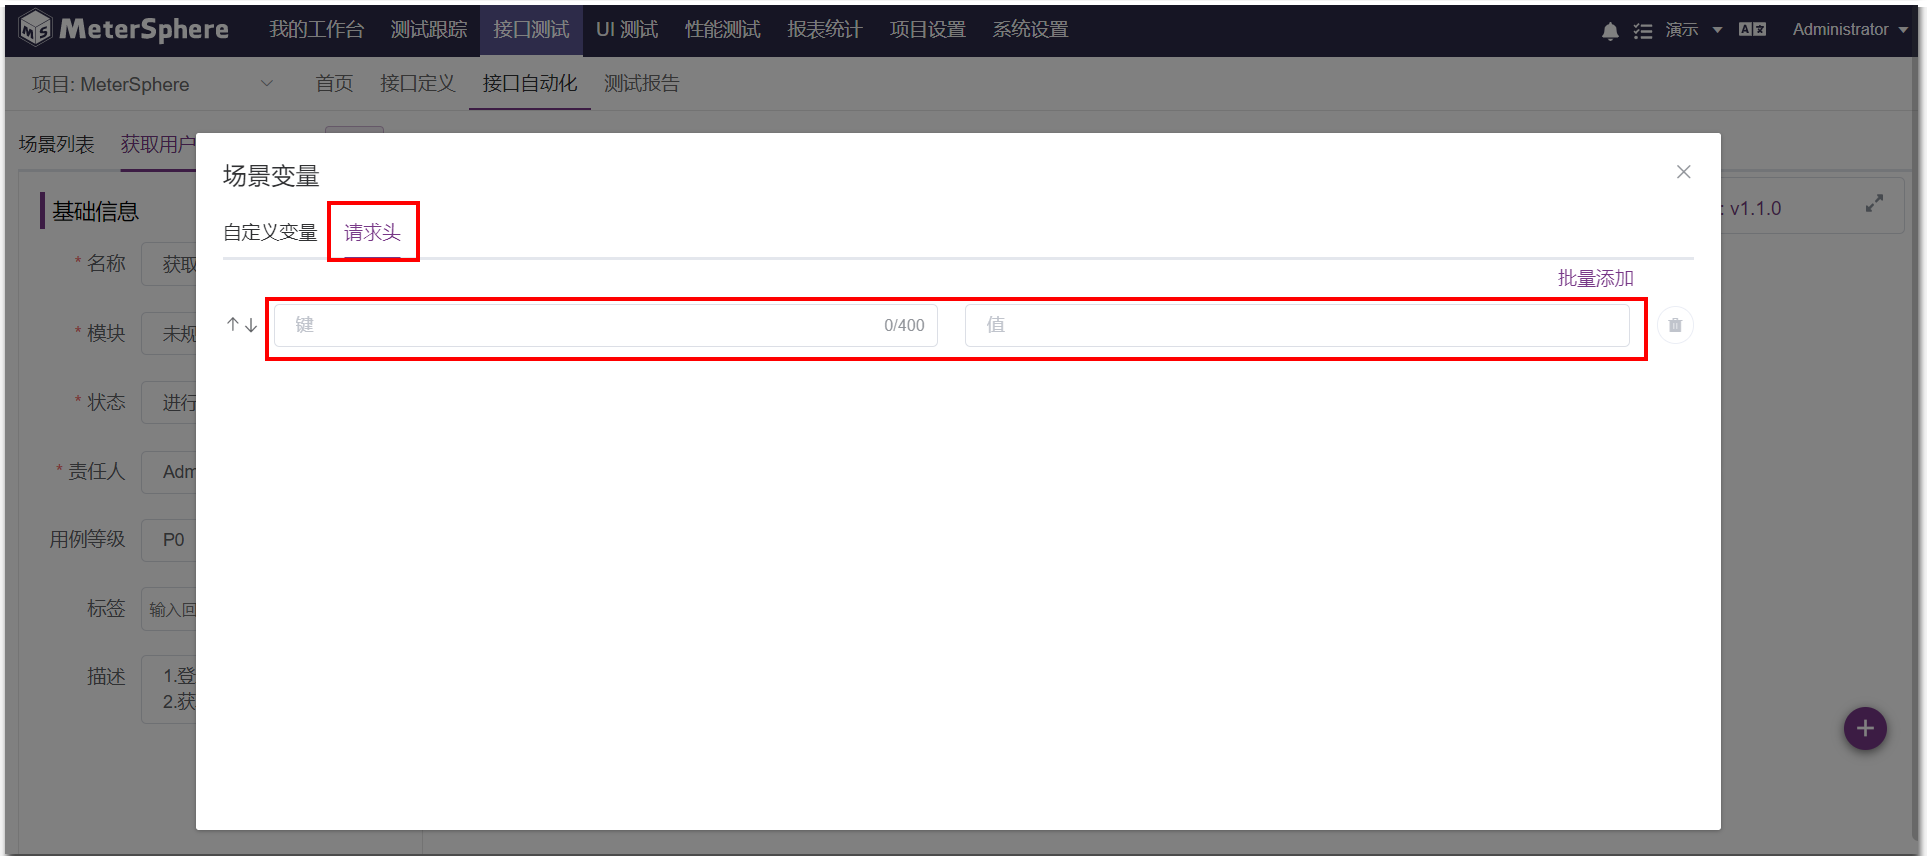 MeterSphere 我的工作台 测试跟踪 接口测试 UI 测试 性能测试 报表统计 项目设置 系统设置 演示 Administrator
项目: MeterSphere 首页 接口定义 接口自动化 测试报告
场景列表 获取用户
场景变量
基础信息
: v1.1.0
自定义变量 请求头
* 名称 获取
批量添加
键 0/400 值
* 模块 未规
* 状态 进行
* 责任人 Adm
用例等级 P0
标签 输入回
描述 1.登
2.获